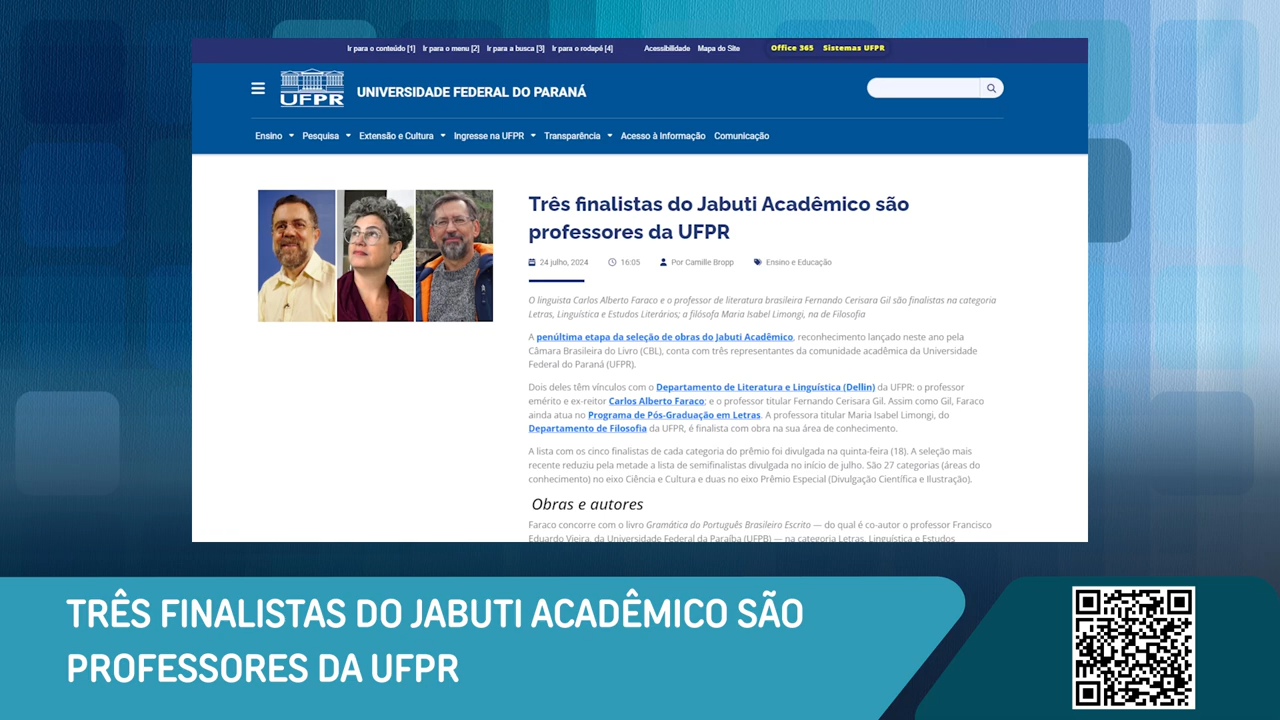 Ir para o conteúdo [1] Ir para o menu [2] Ir para a busca [3] Ir para o rodapé [4] Acessibilidade Mapa do Site Office 365 Sistemas UFPR
UFPR UNIVERSIDADE FEDERAL DO PARANÁ
Ensino Pesquisa Extensão e Cultura Ingresse na UFPR Transparência Acesso à Informação Comunicação
Três finalistas do Jabuti Acadêmico são
professores da UFPR
24 julho, 2024 16:05 Por Camille Bropp Ensino e Educação
O linguista Carlos Alberto Faraco e o professor de literatura brasileira Fernando Cerisara Gil são finalistas na categoria
Letras, Linguística e Estudos Literários; a filósofa Maria Isabel Limongi, na de Filosofia
A penúltima etapa da seleção de obras do Jabuti Acadêmico, reconhecimento lançado neste ano pela
Câmara Brasileira do Livro (CBL), conta com três representantes da comunidade acadêmica da Universidade
Federal do Paraná (UFPR).
Dois deles têm vínculos com o Departamento de Literatura e Linguística (Dellin) da UFPR: o professor
emérito e ex-reitor Carlos Alberto Faraco; e o professor titular Fernando Cerisara Gil. Assim como Gil, Faraco
ainda atua no Programa de Pós-Graduação em Letras. A professora titular Maria Isabel Limongi, do
Departamento de Filosofia da UFPR, é finalista com obra na sua área de conhecimento.
A lista com os cinco finalistas de cada categoria do prêmio foi divulgada na quinta-feira (18). A seleção mais
recente reduziu pela metade a lista de semifinalistas divulgada no início de julho. São 27 categorias (áreas do
conhecimento) no eixo Ciência e Cultura e duas no eixo Prêmio Especial (Divulgação Científica e Ilustração).
Obras e autores
Faraco concorre com o livro Gramática do Português Brasileiro Escrito — do qual é co-autor o professor Francisco
Eduardo Vieira, da Universidade Federal da Paraíba (UFPB) — na categoria Letras, Linguística e Estudos
TRÊS FINALISTAS DO JABUTI ACADÊMICO SÃO
PROFESSORES DA UFPR